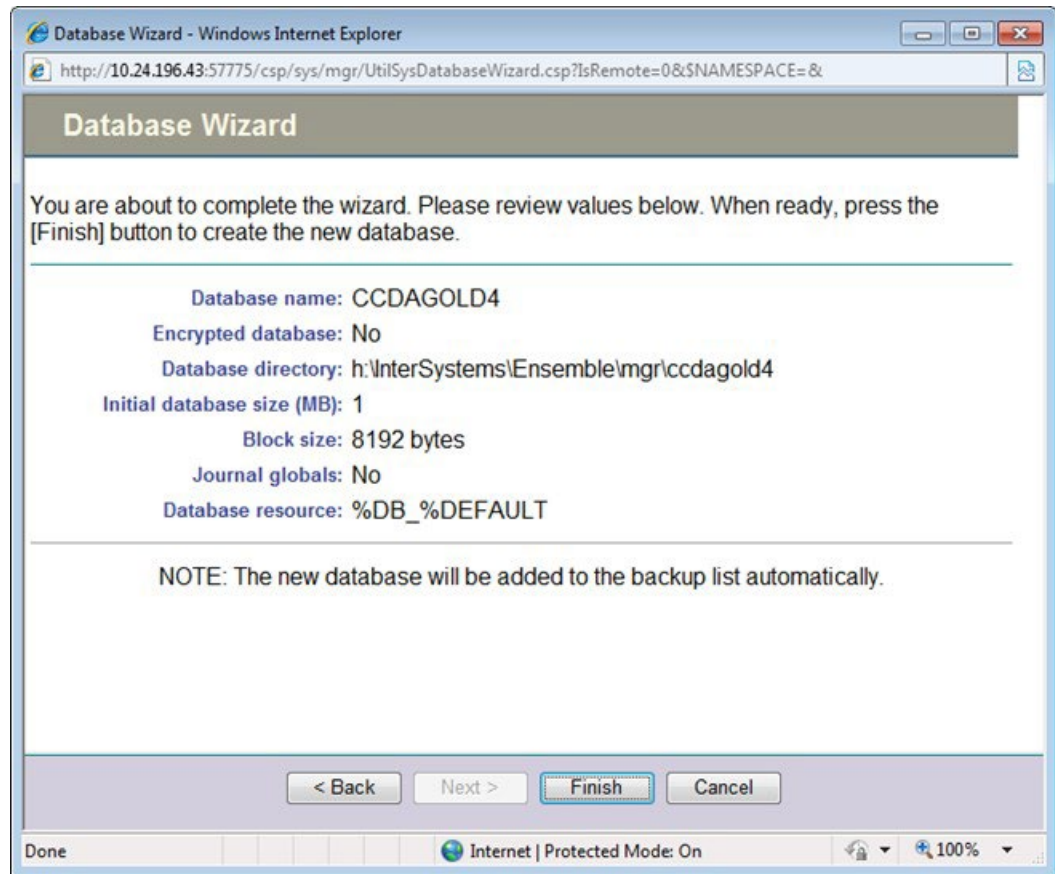 Database Wizard - Windows Internet Explorer
http://10.24.196.43:57775/csp/sys/mgr/UtilSysDatabaseWizard.csp?IsRemote=0&$NAMESPACE=&
Database Wizard
You are about to complete the wizard. Please review values below. When ready, press the
[Finish] button to create the new database.
Database name: CCDAGOLD4
Encrypted database: No
Database directory: h:\InterSystems\Ensemble\mgr\ccdagold4
Initial database size (MB): 1
Block size: 8192 bytes
Journal globals: No
Database resource: %DB_%DEFAULT
NOTE: The new database will be added to the backup list automatically.
< Back Next > Finish Cancel
Done Internet | Protected Mode: On 100%